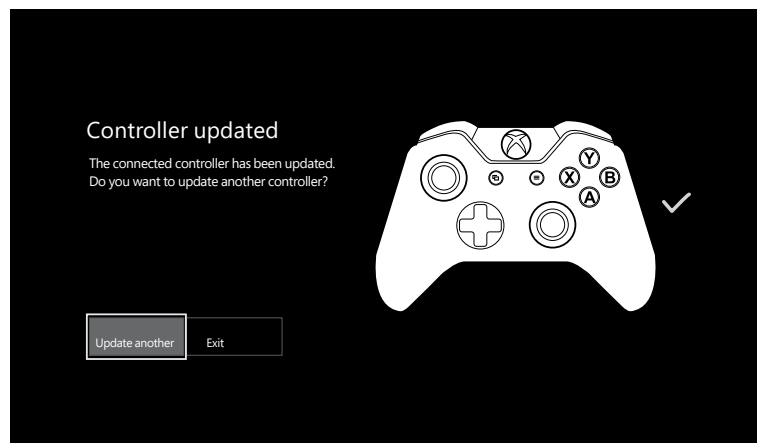 Controller updated
The connected controller has been updated.
Do you want to update another controller?
Y
X
B
A
Update another
Exit